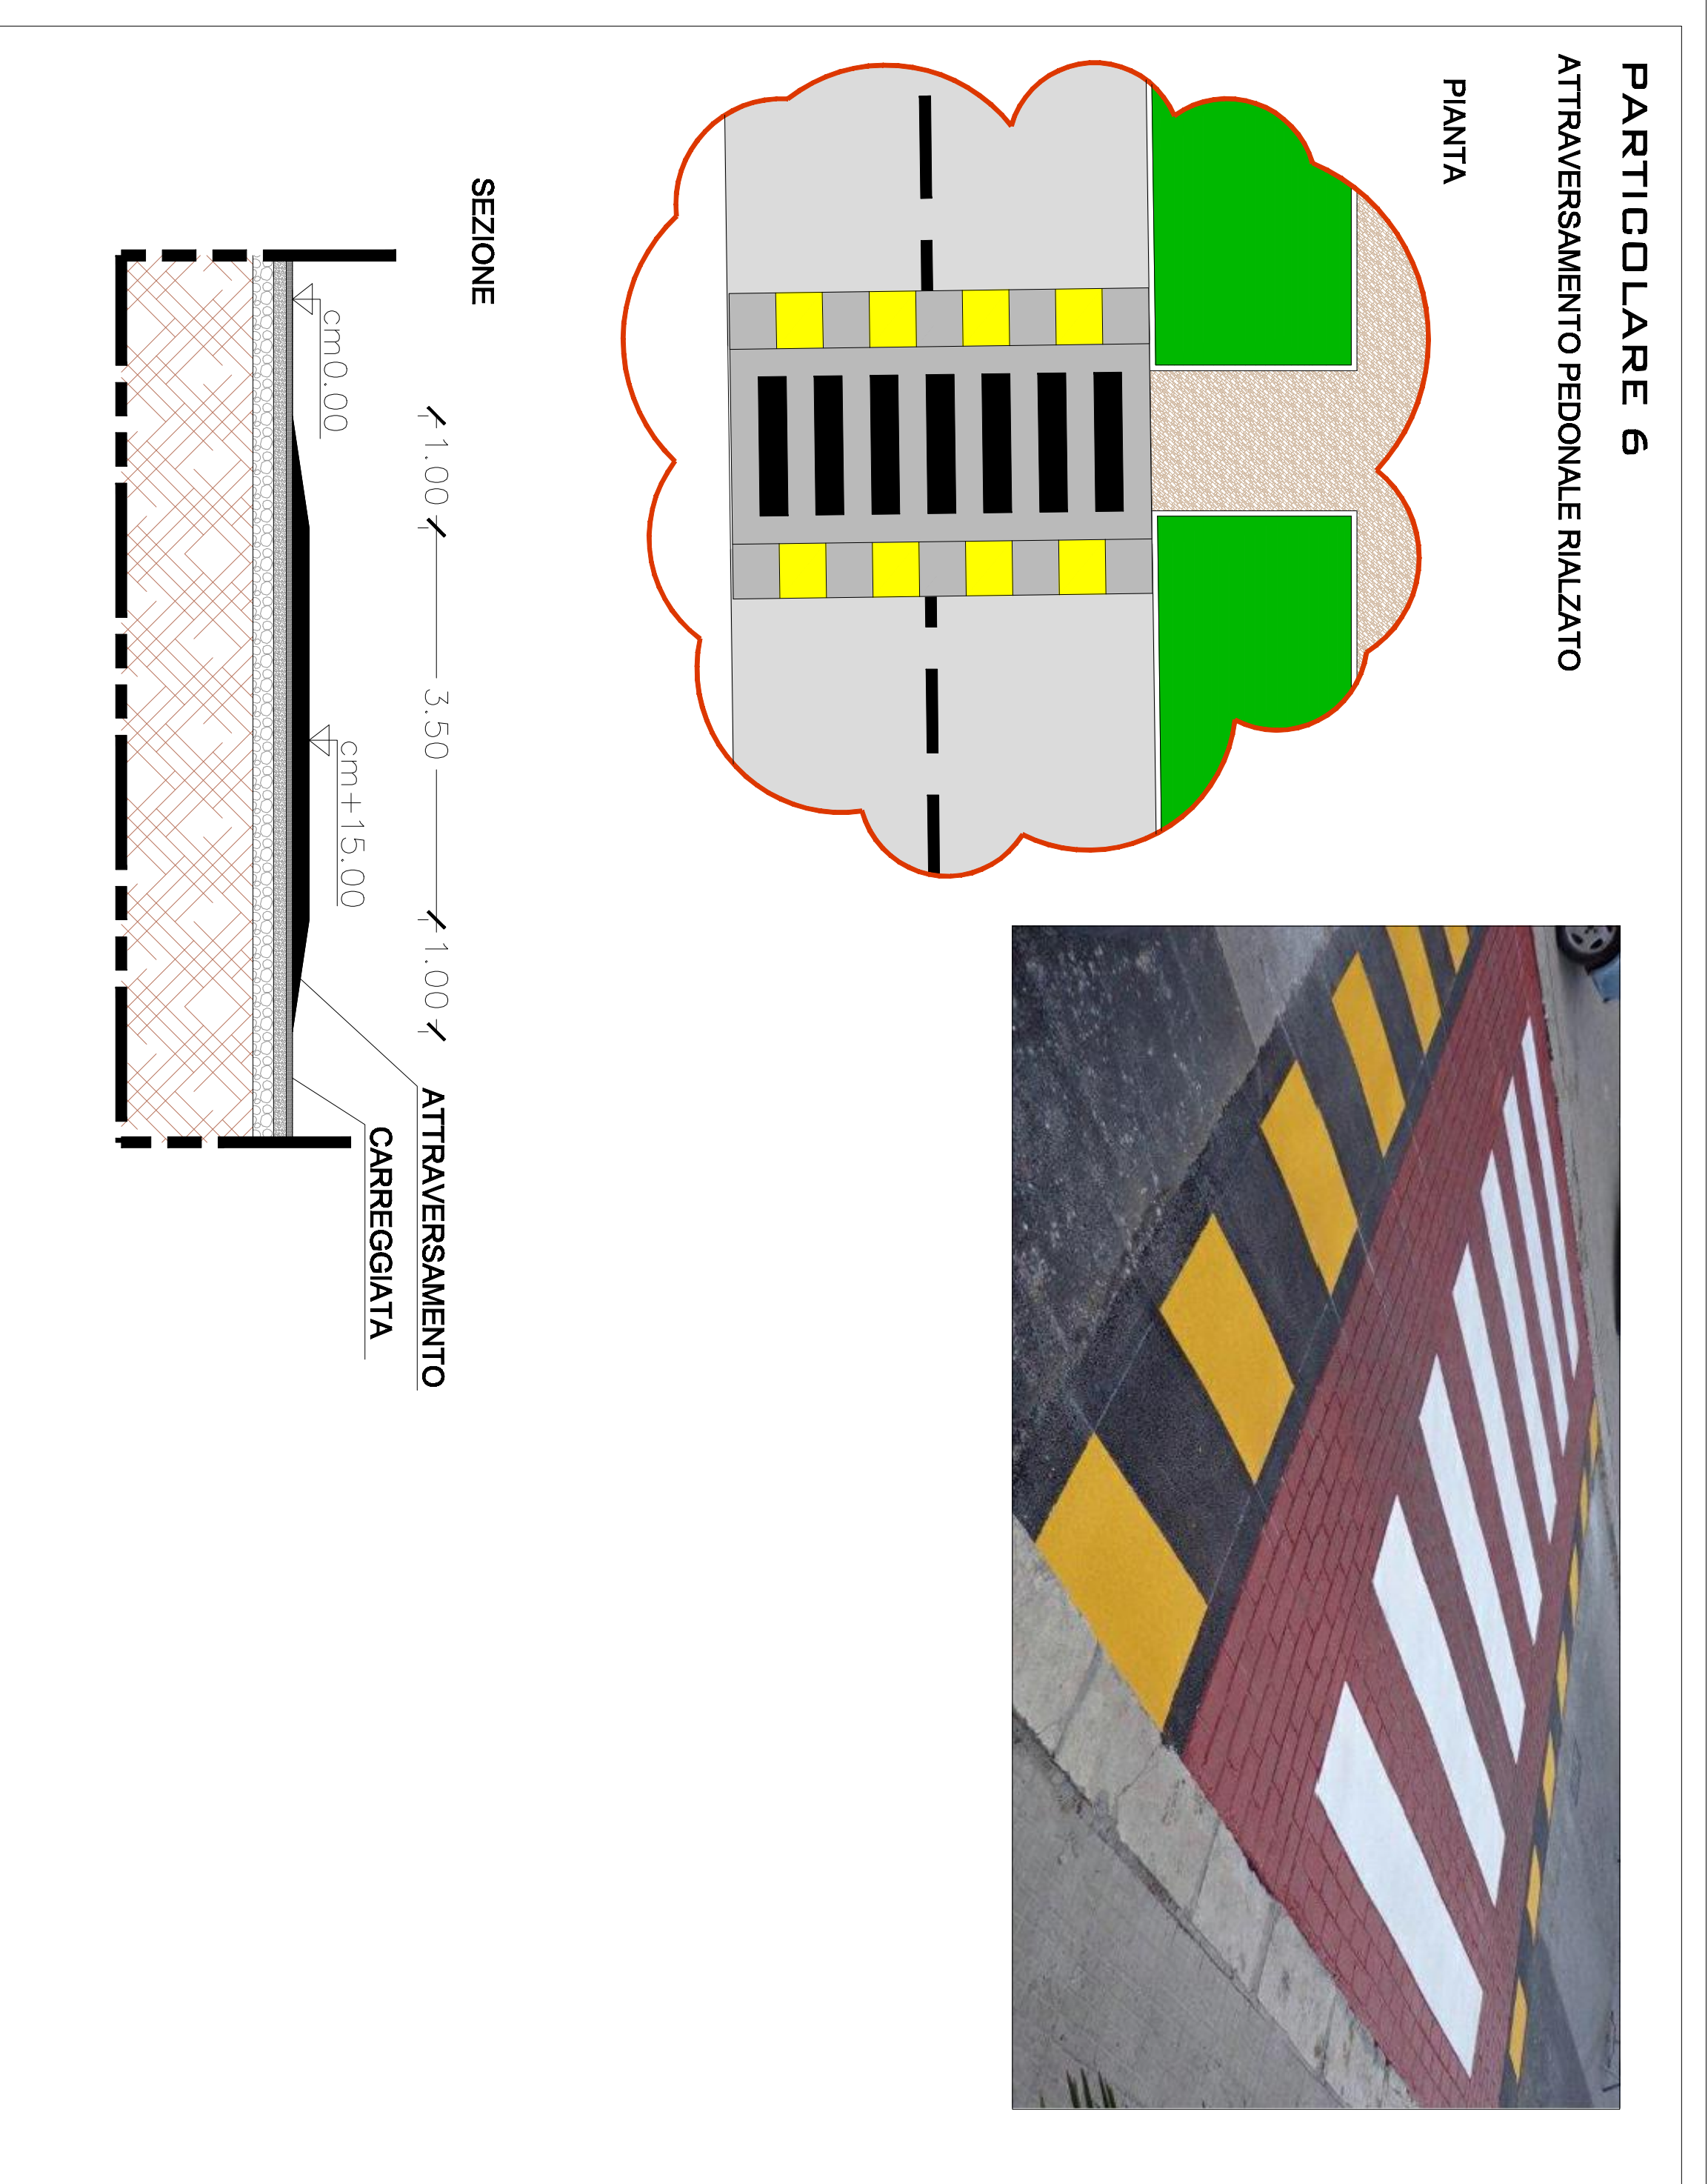 PARTICOLARE 6
ATTRAVERSAMENTO PEDONALE RIALZATO
PIANTA
SEZIONE
1.00
3.50
1.00
ATTRAVERSAMENTO
CARREGGIATA
cm0.00
cm+15.00